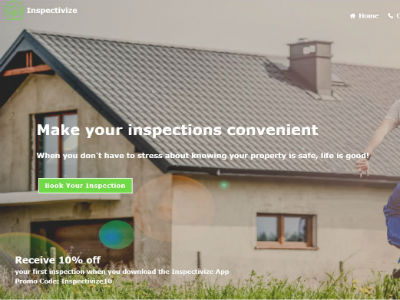 Inspectivize
Home
Make your inspections convenient
When you don't have to stress about knowing your property is safe, life is good!
Book Your Inspection
Receive 10% off
your first inspection when you download the Inspectivize App
Promo Code: Inspectivize10